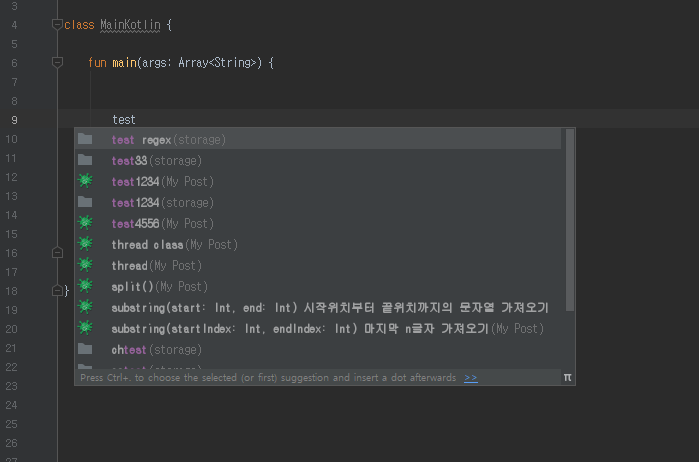 3
4 class MainKotlin {
5
6 fun main(args: Array<String>) {
7
8
9 test
10 test regex(storage)
11 test33(storage)
12 test1234(My Post)
13 test1234(storage)
14 test4556(My Post)
15 thread class(My Post)
16 thread(My Post)
17 split()(My Post)
18 }
19 substring(start: Int, end: Int) 시작위치부터 끝위치까지의 문자열 가져오기
20 substring(startIndex: Int, endIndex: Int) 마지막 n글자 가져오기(My Post)
21 chtest(storage)
22
23 Press Ctrl+. to choose the selected (or first) suggestion and insert a dot afterwards >> π
24
25
26
27